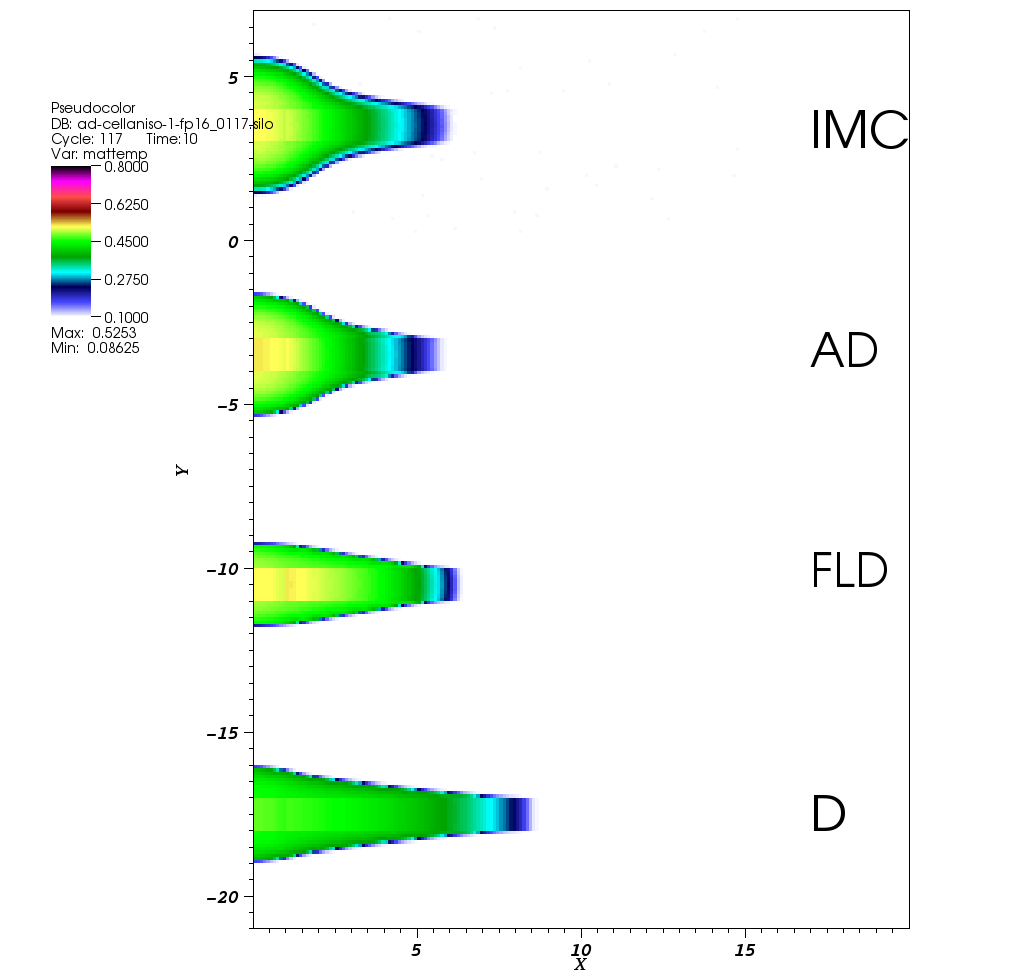 Pseudocolor
DB: ad-cellaniso-1-fp16_0117.silo
Cycle: 117 Time:10
Var: mattemp
0.8000
0.6250
0.4500
0.2750
0.1000
Max: 0.5253
Min: 0.08625
5
0
-5
-10
-15
-20
Y
IMC
AD
FLD
D
5
10
15
X